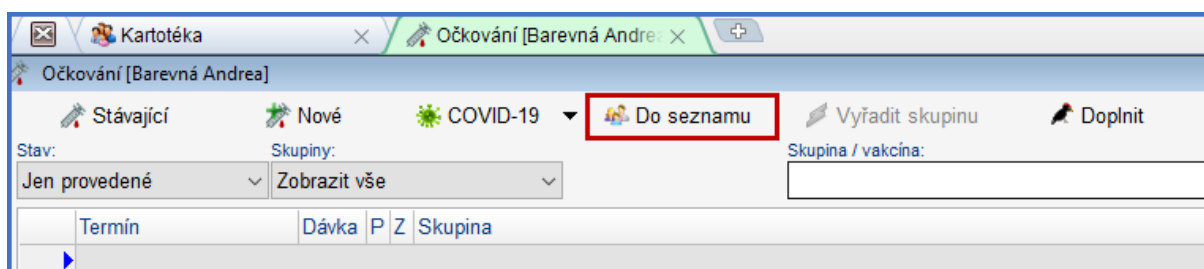 Kartotéka Očkování [Barevná Andrea
Očkování [Barevná Andrea]
Stávající Nové COVID-19 Do seznamu Vyřadit skupinu Doplnit
Stav: Skupiny: Skupina / vakcína:
Jen provedené Zobrazit vše
Termín Dávka P Z Skupina